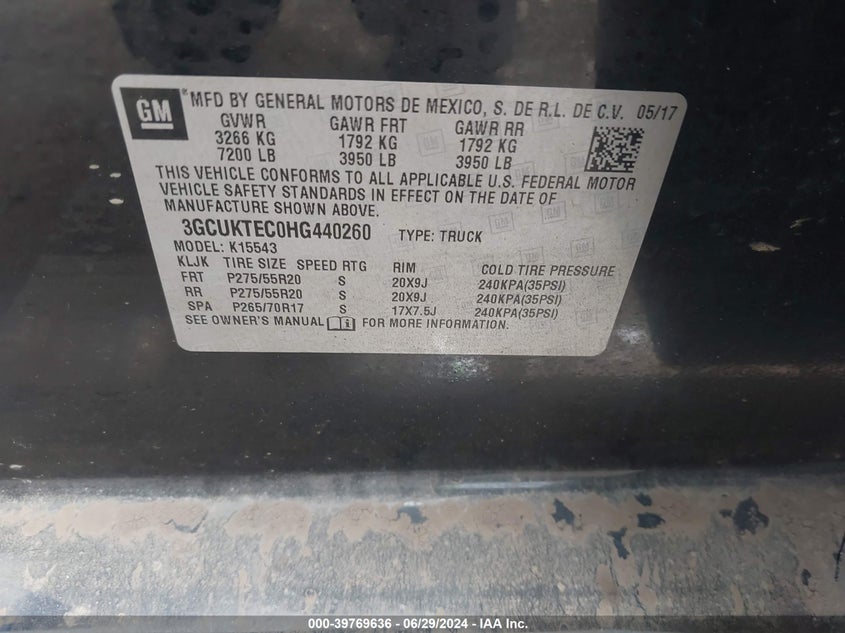 GM
MFD BY GENERAL MOTORS DE MEXICO, S. DE R.L. DE C.V. 05/17
GVWR GAWR FRT GAWR RR
3266 KG 1792 KG 1792 KG
7200 LB 3950 LB 3950 LB
THIS VEHICLE CONFORMS TO ALL APPLICABLE U.S. FEDERAL MOTOR
VEHICLE SAFETY STANDARDS IN EFFECT ON THE DATE OF
MANUFACTURE SHOWN ABOVE.
3GCUKTEC0HG440260 TYPE: TRUCK
MODEL: K15543
KLJK TIRE SIZE SPEED RTG RIM COLD TIRE PRESSURE
FRT P275/55R20 S 20X9J 240KPA(35PSI)
RR P275/55R20 S 20X9J 240KPA(35PSI)
SPA P265/70R17 S 17X7.5J 240KPA(35PSI)
SEE OWNER'S MANUAL FOR MORE INFORMATION.
000-39769636 - 06/29/2024 - IAA Inc.